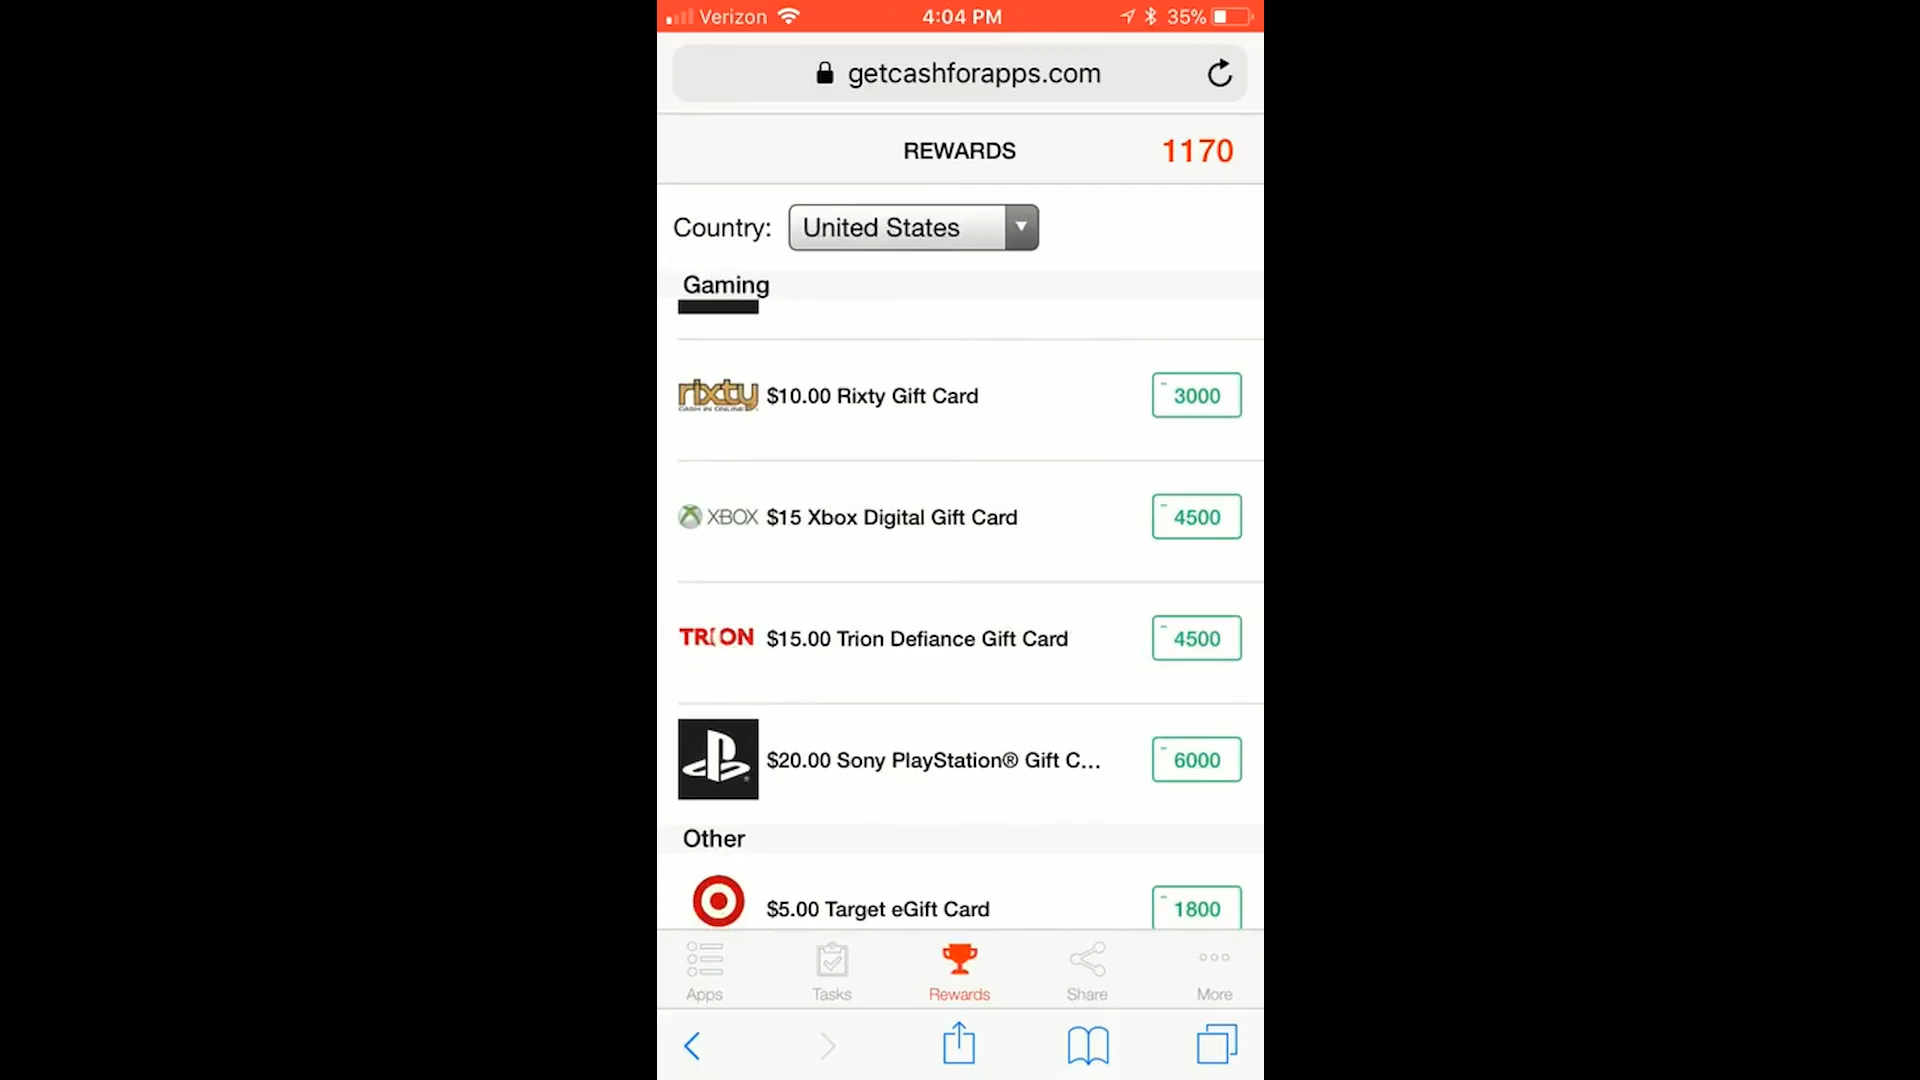 Verizon 4:04 PM 35%
getcashforapps.com
REWARDS 1170
Country: United States
Gaming
rixty CASH IN ONLINE $10.00 Rixty Gift Card 3000
XBOX $15 Xbox Digital Gift Card 4500
TRION $15.00 Trion Defiance Gift Card 4500
$20.00 Sony PlayStation® Gift C... 6000
Other
$5.00 Target eGift Card 1800
Apps Tasks Rewards Share More